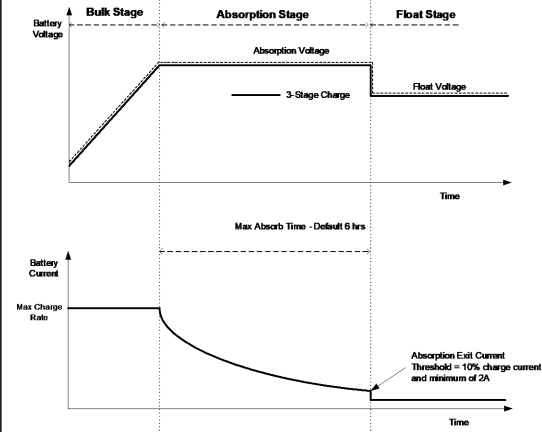 Bulk Stage
Absorption Stage
Float Stage
Battery
Voltage
Absorption Voltage
Float Voltage
3-Stage Charge
Time
Max Absorb Time - Default 6 hrs
Battery
Current
Max Charge
Rate
Absorption Exit Current
Threshold = 10% charge current
and minimum of 2A
Time